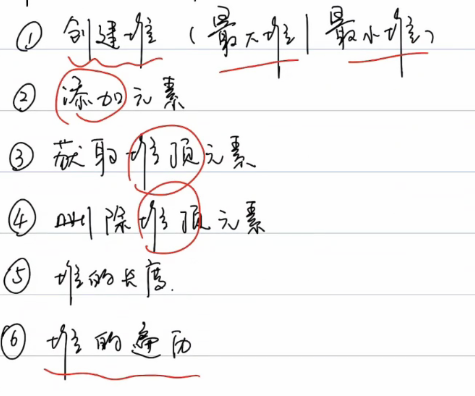 ① 创建堆 (最大堆 | 最小堆)
② 添加元素
③ 获取堆顶元素
④ 删除堆顶元素
⑤ 堆的长度.
⑥ 堆的遍历